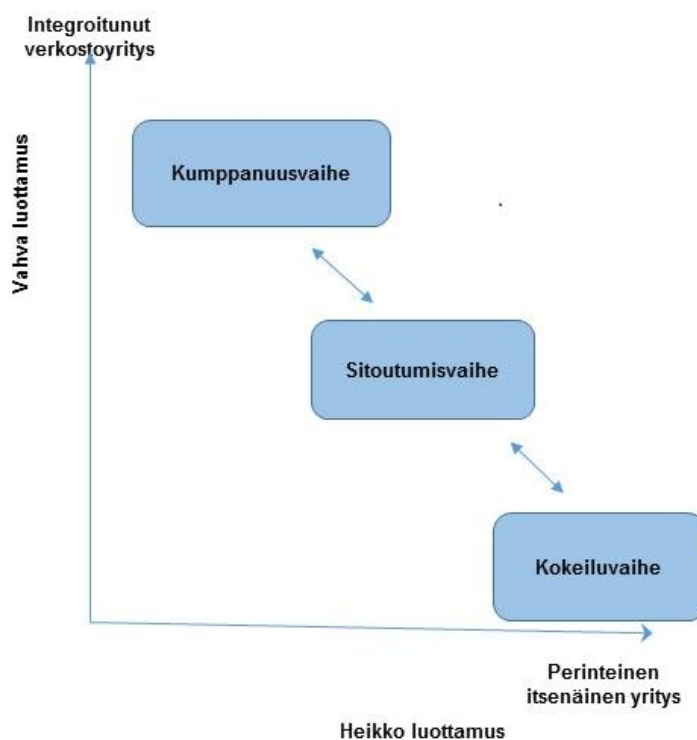 Integroitunut
verkostoyritys
Vahva luottamus
Kumppanuusvaihe
Sitoutumisvaihe
Kokeiluvaihe
Perinteinen
itsenäinen yritys
Heikko luottamus